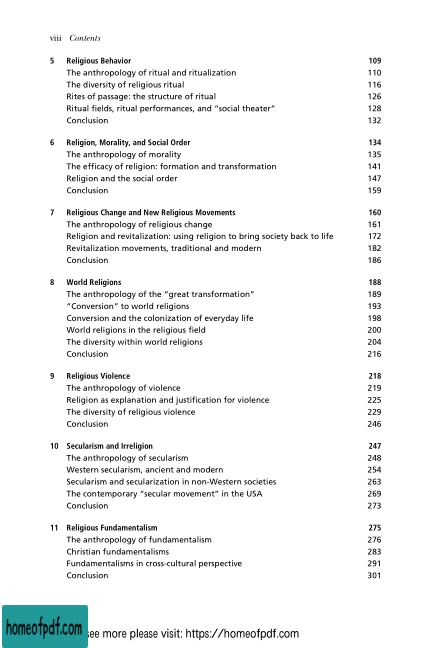 viii Contents
5 Religious Behavior 109
The anthropology of ritual and ritualization 110
The diversity of religious ritual 116
Rites of passage: the structure of ritual 126
Ritual fields, ritual performances, and “social theater” 128
Conclusion 132
6 Religion, Morality, and Social Order 134
The anthropology of morality 135
The efficacy of religion: formation and transformation 141
Religion and the social order 147
Conclusion 159
7 Religious Change and New Religious Movements 160
The anthropology of religious change 161
Religion and revitalization: using religion to bring society back to life 172
Revitalization movements, traditional and modern 182
Conclusion 186
8 World Religions 188
The anthropology of the “great transformation” 189
“Conversion” to world religions 193
Conversion and the colonization of everyday life 198
World religions in the religious field 200
The diversity within world religions 204
Conclusion 216
9 Religious Violence 218
The anthropology of violence 219
Religion as explanation and justification for violence 225
The diversity of religious violence 229
Conclusion 246
10 Secularism and Irreligion 247
The anthropology of secularism 248
Western secularism, ancient and modern 254
Secularism and secularization in non-Western societies 263
The contemporary “secular movement” in the USA 269
Conclusion 273
11 Religious Fundamentalism 275
The anthropology of fundamentalism 276
Christian fundamentalisms 283
Fundamentalisms in cross-cultural perspective 291
Conclusion 301
homeofpdf.com
see more please visit: https://homeofpdf.com